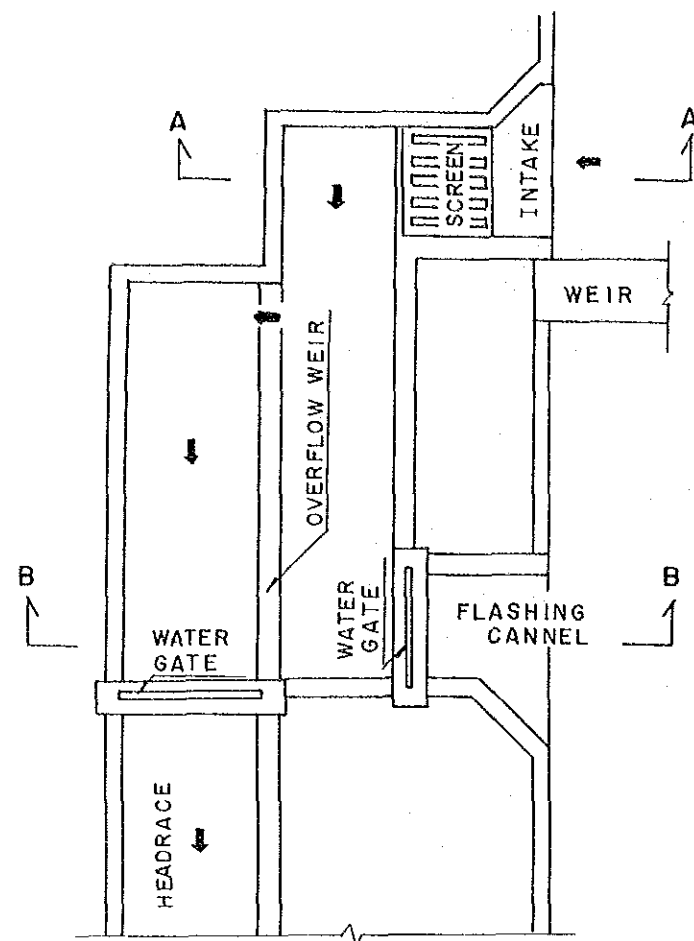 A
A
SCREEN
INTAKE
WEIR
OVERFLOW WEIR
B
B
WATER
GATE
WATER
GATE
FLASHING
CANNEL
HEADRACE